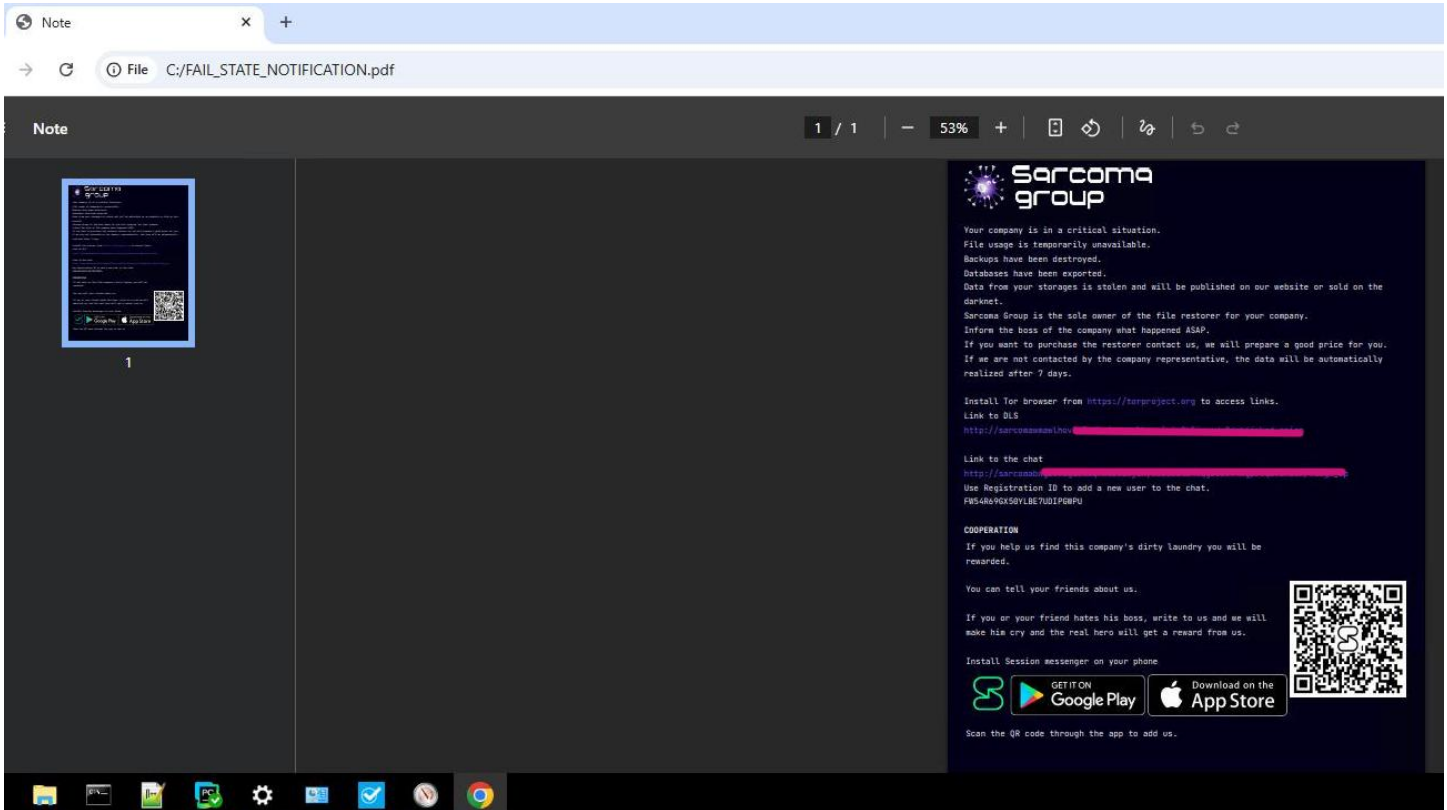 Note
File C:/FAIL_STATE_NOTIFICATION.pdf
Note
1 / 1
53%
Sarcoma
group
Your company is in a critical situation.
File usage is temporarily unavailable.
Backups have been destroyed.
Databases have been exported.
Data from your storages is stolen and will be published on our website or sold on the
darknet.
Sarcoma Group is the sole owner of the file restorer for your company.
Inform the boss of the company what happened ASAP.
If you want to purchase the restorer contact us, we will prepare a good price for you.
If we are not contacted by the company representative, the data will be automatically
realized after 7 days.
Install Tor browser from https://torproject.org to access links.
Link to DLS
Link to the chat
Use Registration ID to add a new user to the chat.
COOPERATION
If you help us find this company's dirty laundry you will be
rewarded.
You can tell your friends about us.
If you or your friend hates his boss, write to us and we will
make him cry and the real hero will get a reward from us.
Install Session messenger on your phone
GET IT ON
Google Play
Download on the
App Store
Scan the QR code through the app to add us.
1